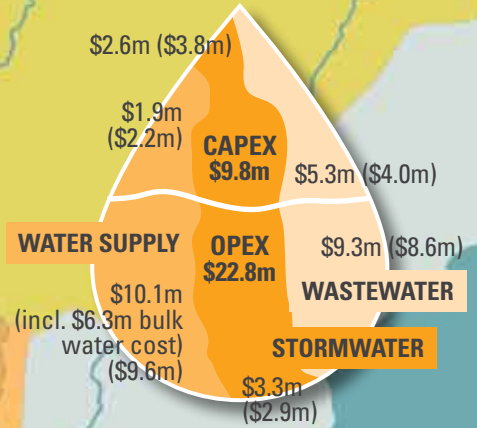 $2.6m ($3.8m)
$1.9m
($2.2m)
CAPEX
$9.8m
$5.3m ($4.0m)
WATER SUPPLY
OPEX
$22.8m
$9.3m ($8.6m)
$10.1m
(incl. $6.3m bulk
water cost)
($9.6m)
WASTEWATER
STORMWATER
$3.3m
($2.9m)